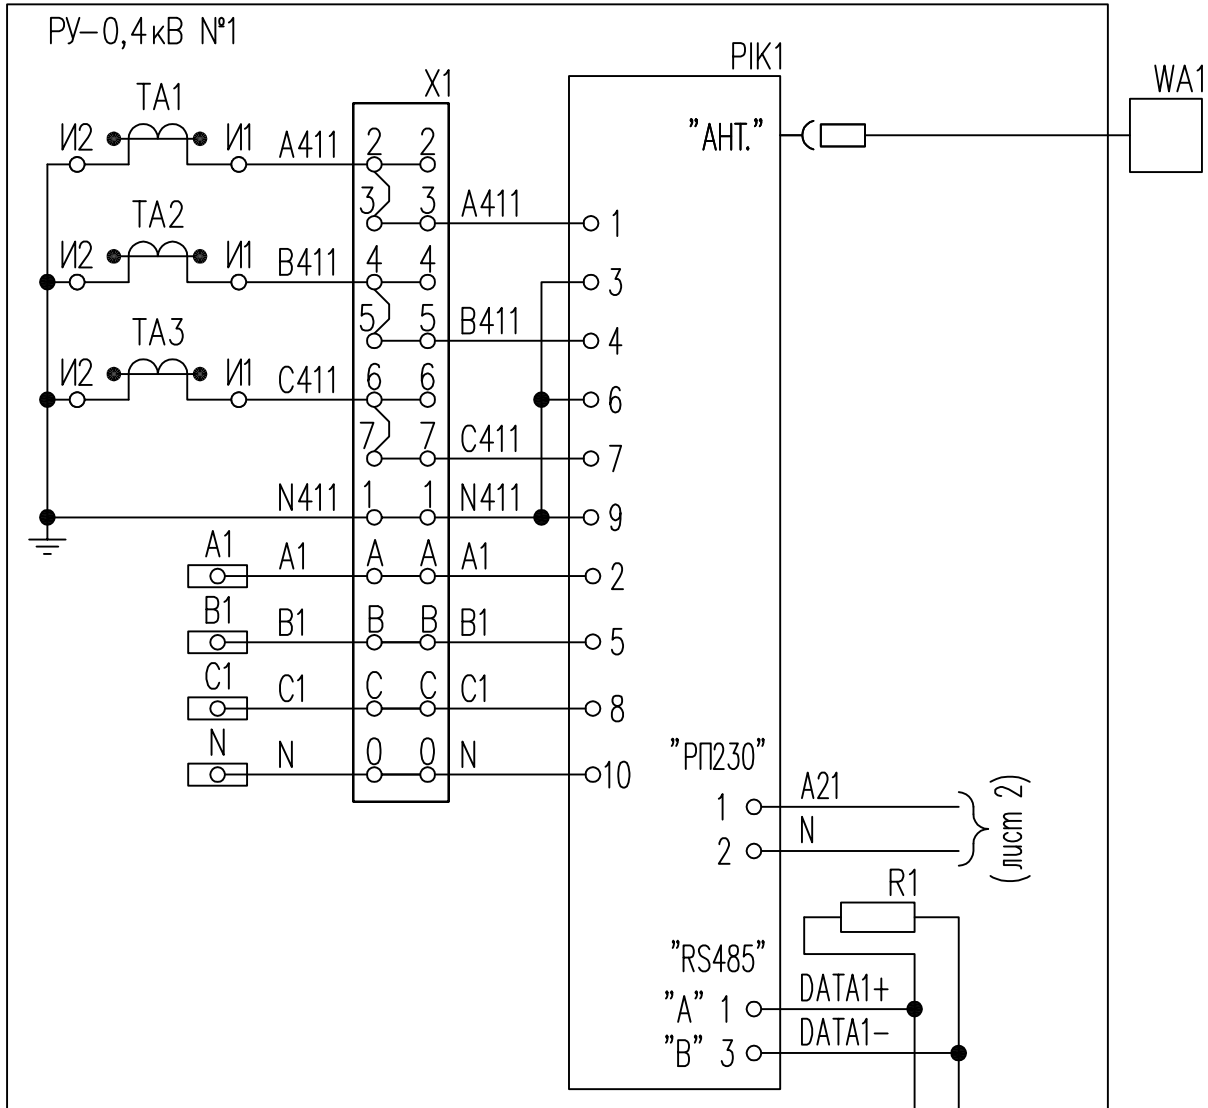 РУ-0,4кВ №1
PIK1
WA1
X1
TA1
"АНТ."
И2 И1 A411 2 2
3 3 A411 1
TA2
И2 И1 B411 4 4 3
5 5 B411 4
TA3
И2 И1 C411 6 6 6
7 7 C411 7
N411 1 1 N411 9
A1
A1 A A A1 2
B1
B1 B B B1 5
C1
C1 C C C1 8
N
N 0 0 N 10
"РП230"
1 A21
2 N
(лист 2)
R1
"RS485"
"A" 1 DATA1+
"B" 3 DATA1-